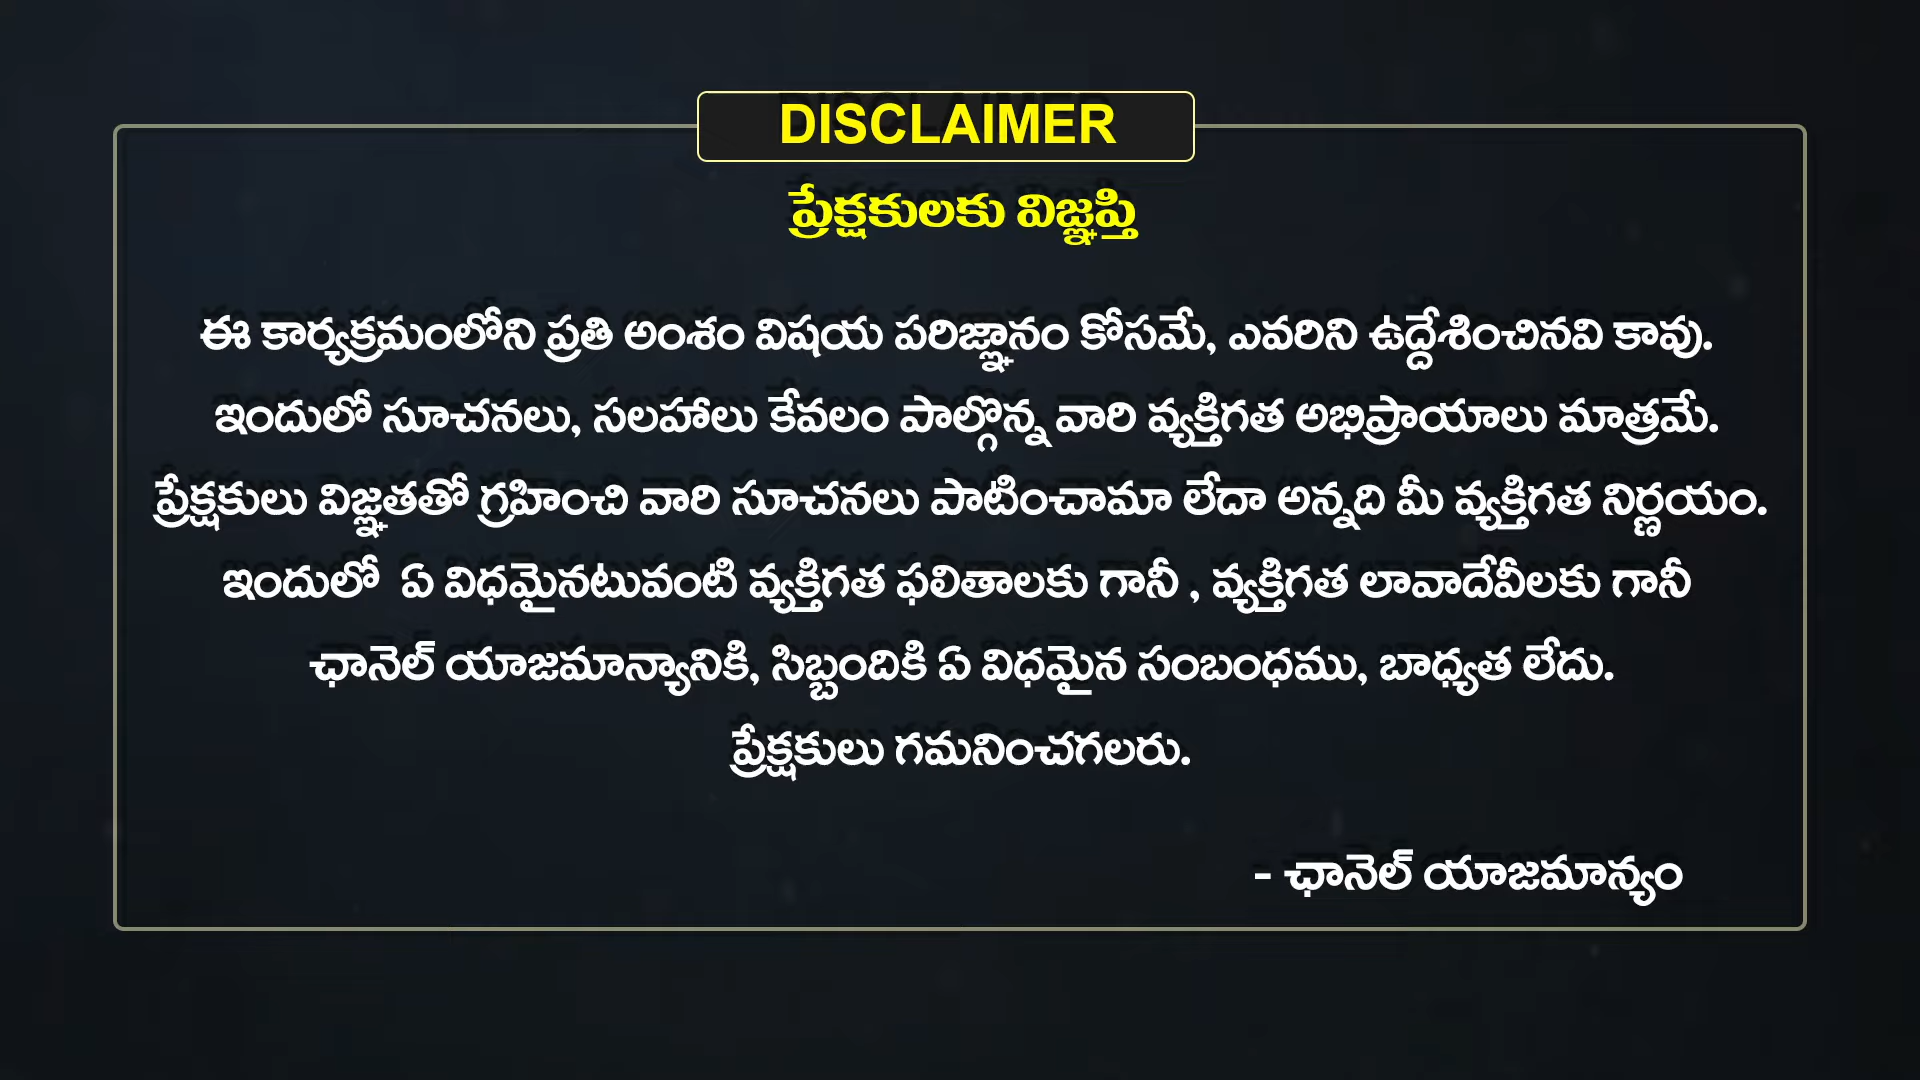 DISCLAIMER
ప్రేక్షకులకు విజ్ఞప్తి
ఈ కార్యక్రమంలోని ప్రతి అంశం విషయ పరిజ్ఞానం కోసమే, ఎవరిని ఉద్దేశించినవి కావు.
ఇందులో సూచనలు, సలహాలు కేవలం పాల్గొన్న వారి వ్యక్తిగత అభిప్రాయాలు మాత్రమే.
ప్రేక్షకులు విజ్ఞతతో గ్రహించి వారి సూచనలు పాటించామా లేదా అన్నది మీ వ్యక్తిగత నిర్ణయం.
ఇందులో ఏ విధమైనటువంటి వ్యక్తిగత ఫలితాలకు గానీ , వ్యక్తిగత లావాదేవీలకు గానీ
ఛానెల్ యాజమాన్యానికి, సిబ్బందికి ఏ విధమైన సంబంధము, బాధ్యత లేదు.
ప్రేక్షకులు గమనించగలరు.
- ఛానెల్ యాజమాన్యం